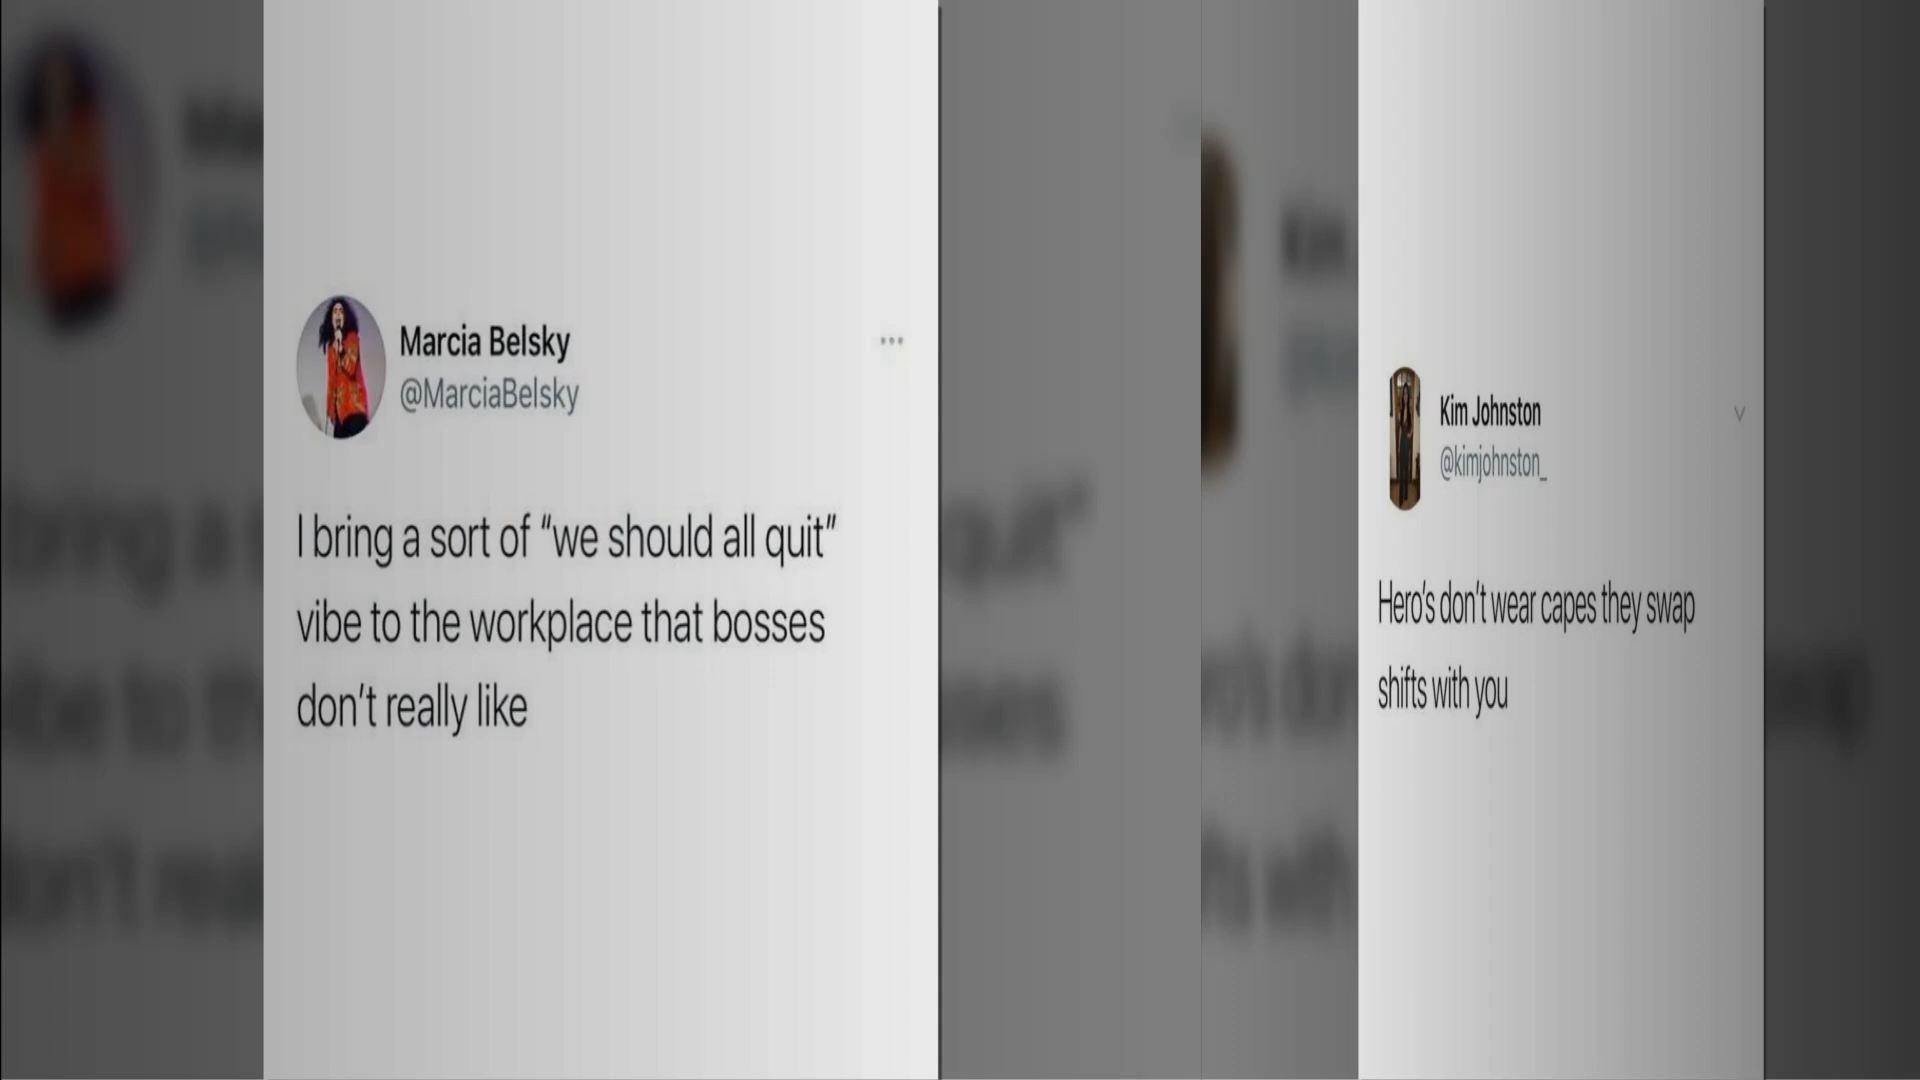 Marcia Belsky
@MarciaBelsky
I bring a sort of “we should all quit”
vibe to the workplace that bosses
don’t really like
Kim Johnston
@kimjohnston_
Hero’s don’t wear capes they swap
shifts with you